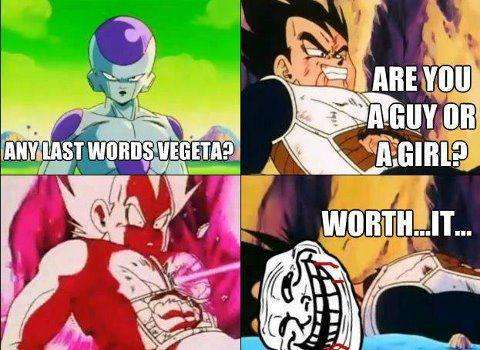 ANY LAST WORDS VEGETA?
ARE YOU
A GUY OR
A GIRL?
WORTH...IT...